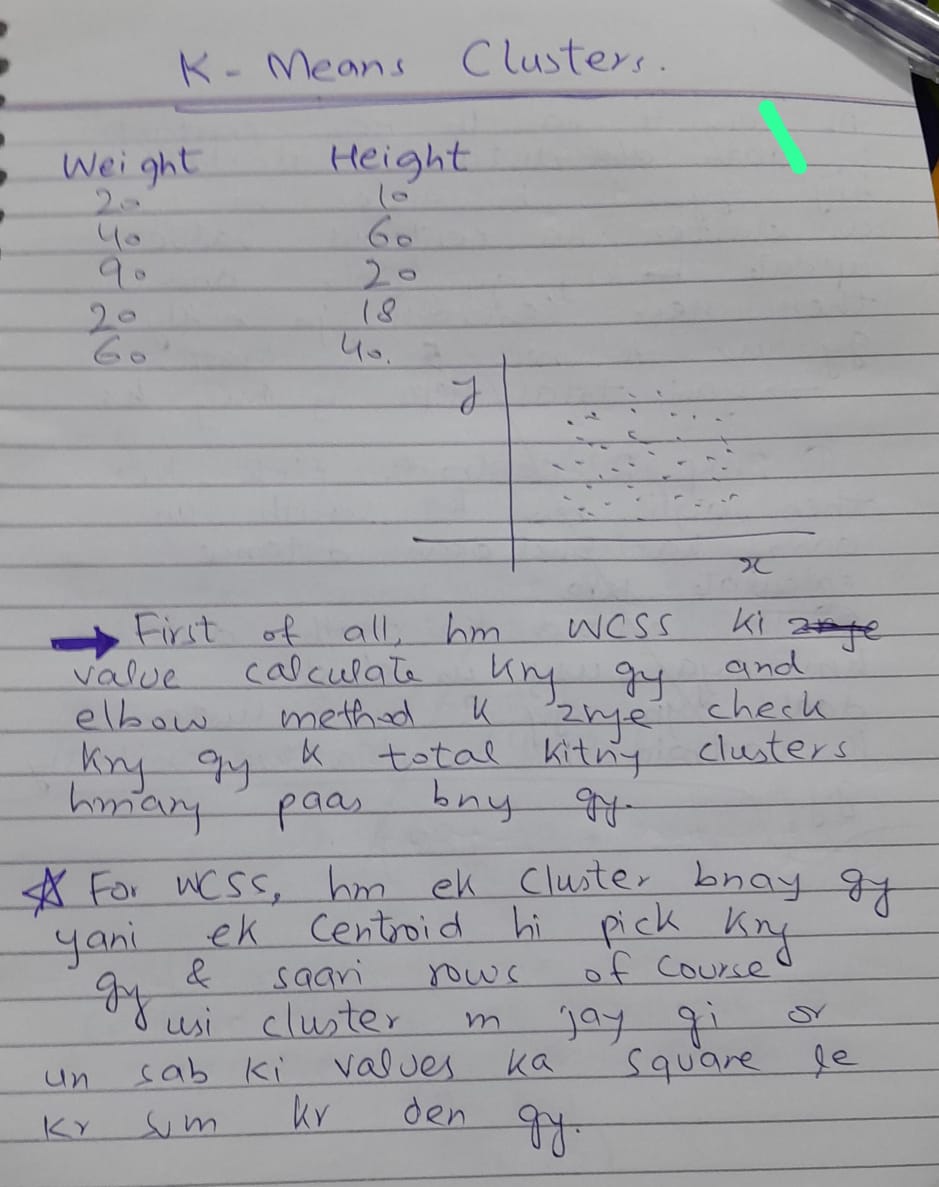 K- Means Clusters.
Weight Height
20 10
40 60
90 20
20 18
60 40.
y
x
First of all, hm WCSS ki
value calculate kry gy and
elbow method k zrye check
kry gy k total kitny clusters
hmary paas bny gy.
For WCSS, hm ek cluster bnay gy
yani ek Centroid hi pick kry
gy & saari rows of course
usi cluster m jay gi or
un sab ki values ka square le
kr sum kr den gy.